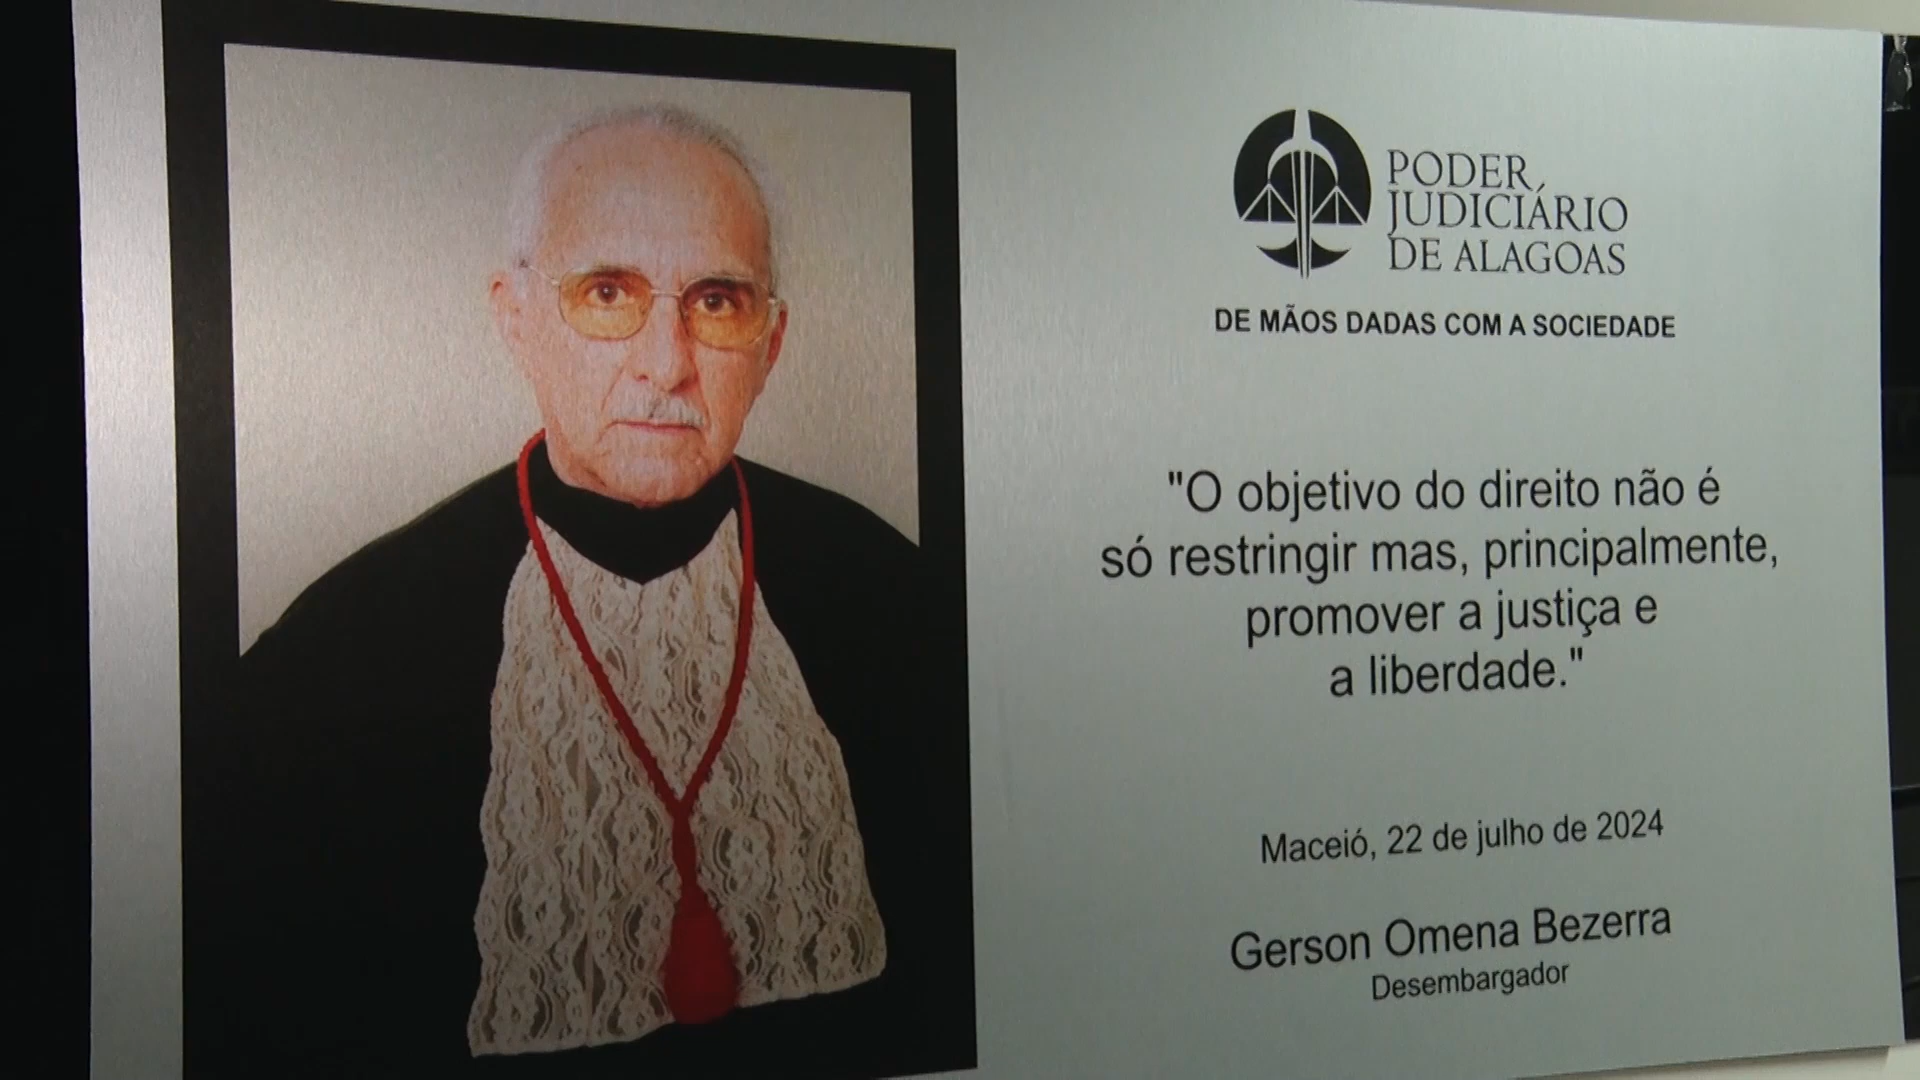 PODER
JUDICIÁRIO
DE ALAGOAS
DE MÃOS DADAS COM A SOCIEDADE
"O objetivo do direito não é
só restringir mas, principalmente,
promover a justiça e
a liberdade."
Maceió, 22 de julho de 2024
Gerson Omena Bezerra
Desembargador